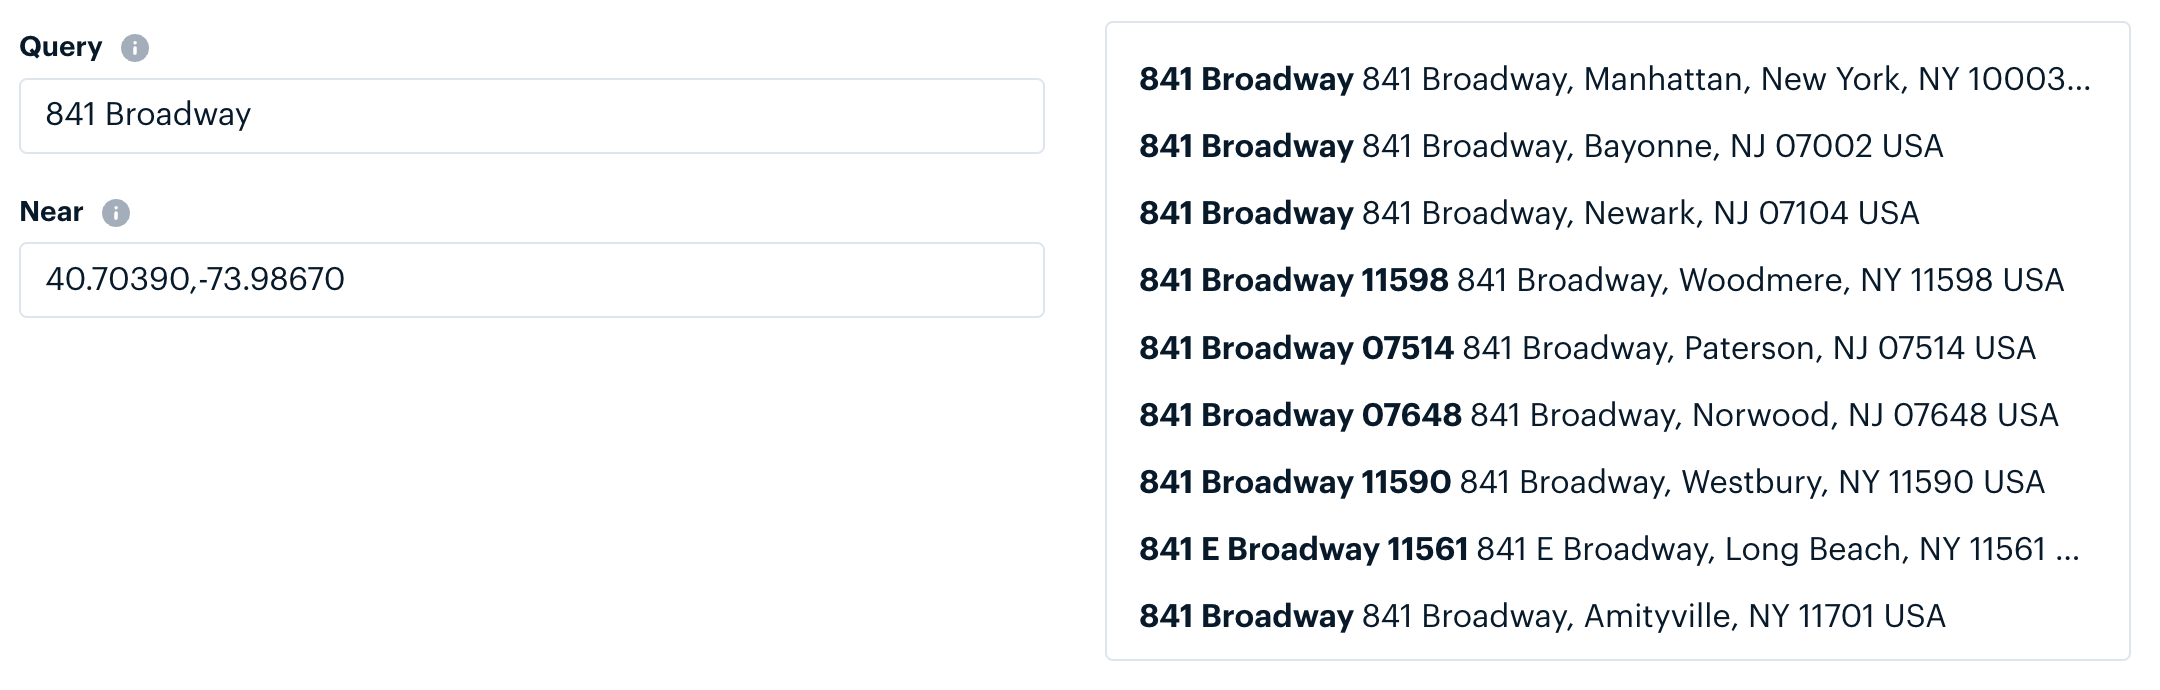 Query
841 Broadway
Near
40.70390,-73.98670
841 Broadway 841 Broadway, Manhattan, New York, NY 10003...
841 Broadway 841 Broadway, Bayonne, NJ 07002 USA
841 Broadway 841 Broadway, Newark, NJ 07104 USA
841 Broadway 11598 841 Broadway, Woodmere, NY 11598 USA
841 Broadway 07514 841 Broadway, Paterson, NJ 07514 USA
841 Broadway 07648 841 Broadway, Norwood, NJ 07648 USA
841 Broadway 11590 841 Broadway, Westbury, NY 11590 USA
841 E Broadway 11561 841 E Broadway, Long Beach, NY 11561 ...
841 Broadway 841 Broadway, Amityville, NY 11701 USA